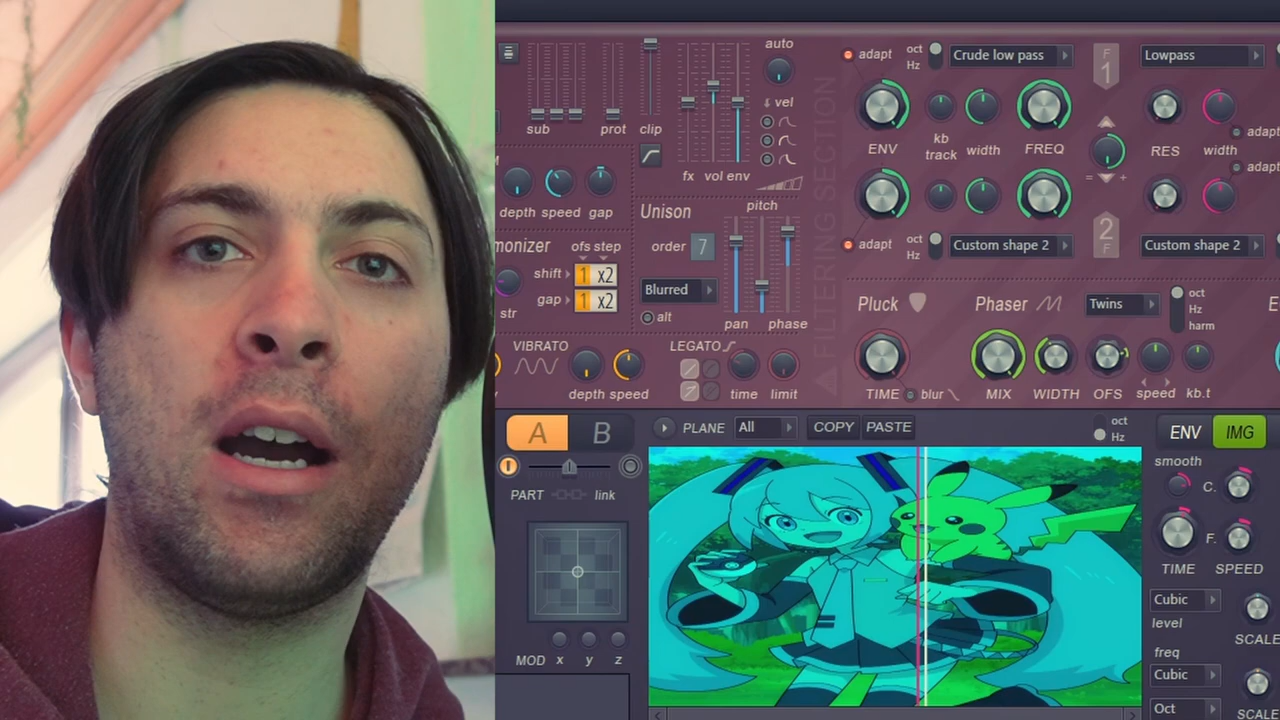 auto
adapt
oct
Hz
Crude low pass
F
1
Lowpass
sub
prot
clip
vel
ENV
kb
track
width
FREQ
RES
width
adapt
adapt
fx
vol
env
= +
depth
speed
gap
Unison
pitch
order
7
FILTERING SECTION
adapt
oct
Hz
Custom shape 2
2
F
Custom shape 2
monizer
ofs
step
shift
1
x2
gap
1
x2
str
Blurred
alt
pan
phase
Pluck
Phaser
Twins
oct
Hz
harm
E
VIBRATO
depth
speed
LEGATO
time
limit
TIME
blur
MIX
WIDTH
OFS
speed
kb.t
A
B
PLANE
All
COPY
PASTE
oct
Hz
ENV
IMG
PART
link
smooth
C.
F.
TIME
SPEED
MOD
x
y
z
Cubic
level
SCALE
freq
Cubic
Oct
SCALE